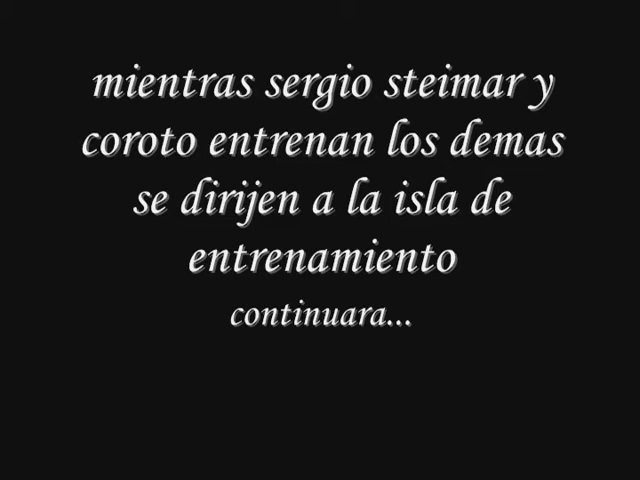 mientras sergio steimar y
coroto entrenan los demas
se dirijen a la isla de
entrenamiento
continuara...